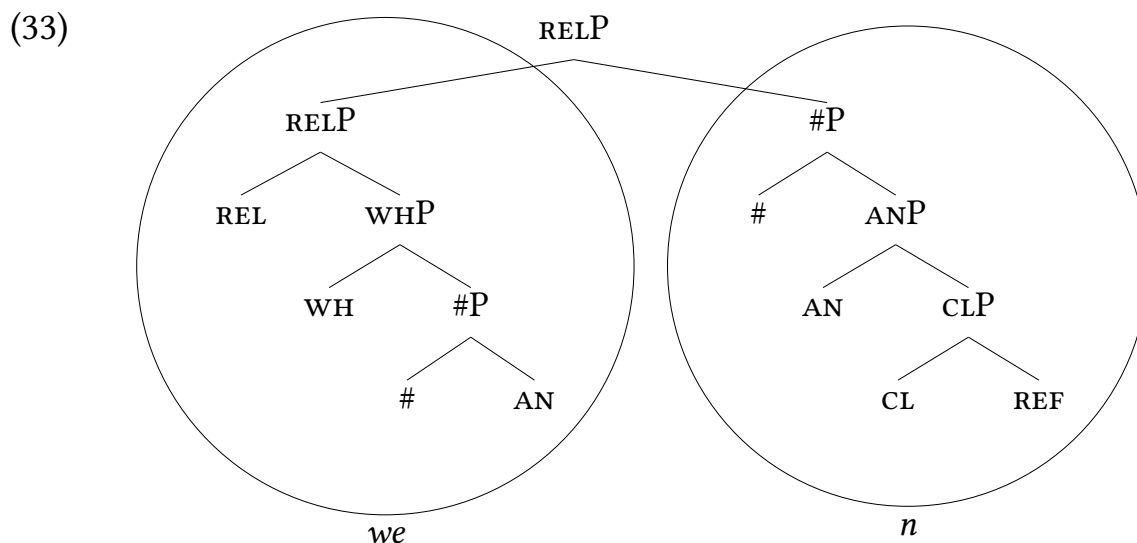 (33)
RELP
RELP #P
REL WHP # ANP
WH #P AN CLP
# AN CL REF
we n